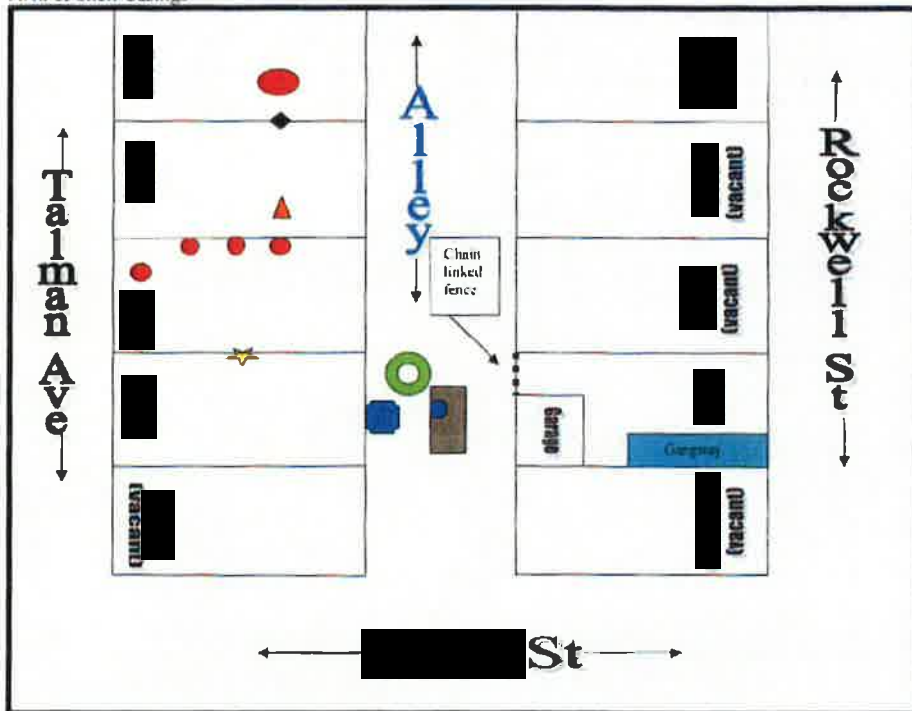 Talman Ave
Alley
Chain
linked
fence
(vacant)
(vacant)
Rockwell St
Garage
Gangway
(vacant)
(vacant)
St